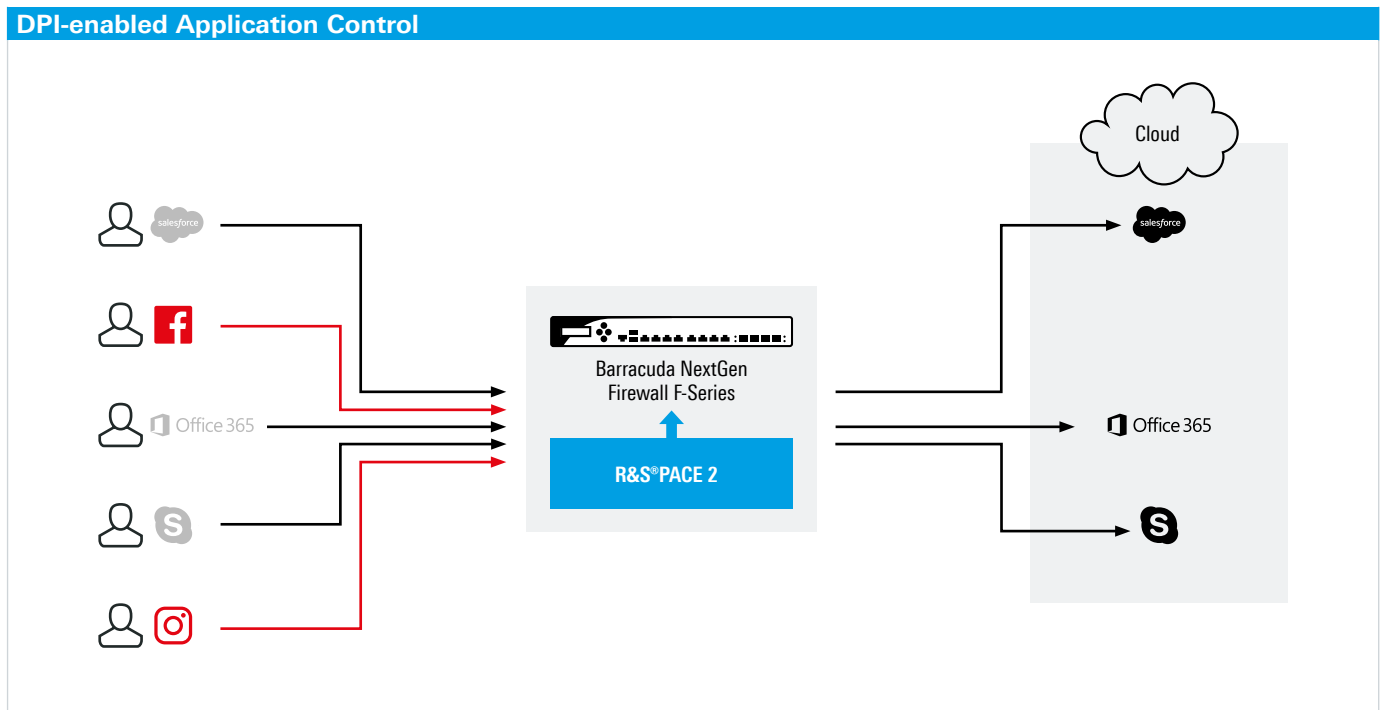 DPI-enabled Application Control
Cloud
salesforce
salesforce
f
Barracuda NextGen
Firewall F-Series
Office 365
Office 365
R&S®PACE 2
S
S